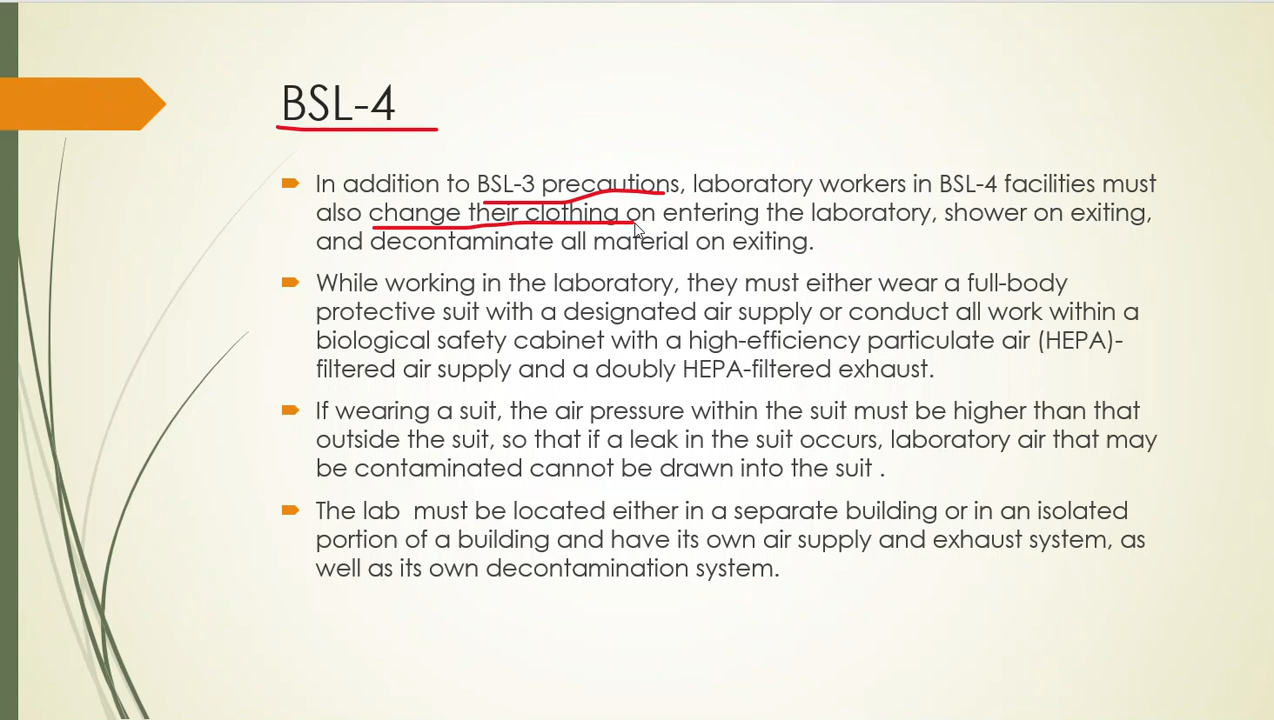 BSL-4
In addition to BSL-3 precautions, laboratory workers in BSL-4 facilities must
also change their clothing on entering the laboratory, shower on exiting,
and decontaminate all material on exiting.
While working in the laboratory, they must either wear a full-body
protective suit with a designated air supply or conduct all work within a
biological safety cabinet with a high-efficiency particulate air (HEPA)-
filtered air supply and a doubly HEPA-filtered exhaust.
If wearing a suit, the air pressure within the suit must be higher than that
outside the suit, so that if a leak in the suit occurs, laboratory air that may
be contaminated cannot be drawn into the suit .
The lab  must be located either in a separate building or in an isolated
portion of a building and have its own air supply and exhaust system, as
well as its own decontamination system.